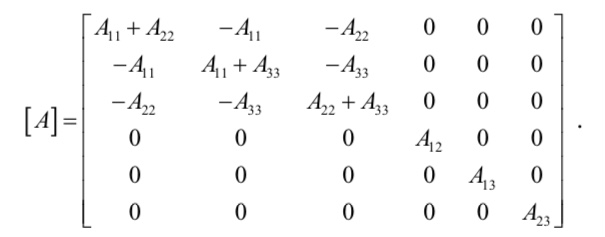 A₁₁ + A₂₂ −A₁₁ −A₂₂ 0 0 0
−A₁₁ A₁₁ + A₃₃ −A₃₃ 0 0 0
−A₂₂ −A₃₃ A₂₂ + A₃₃ 0 0 0
[A] = .
0 0 0 A₁₂ 0 0
0 0 0 0 A₁₃ 0
0 0 0 0 0 A₂₃